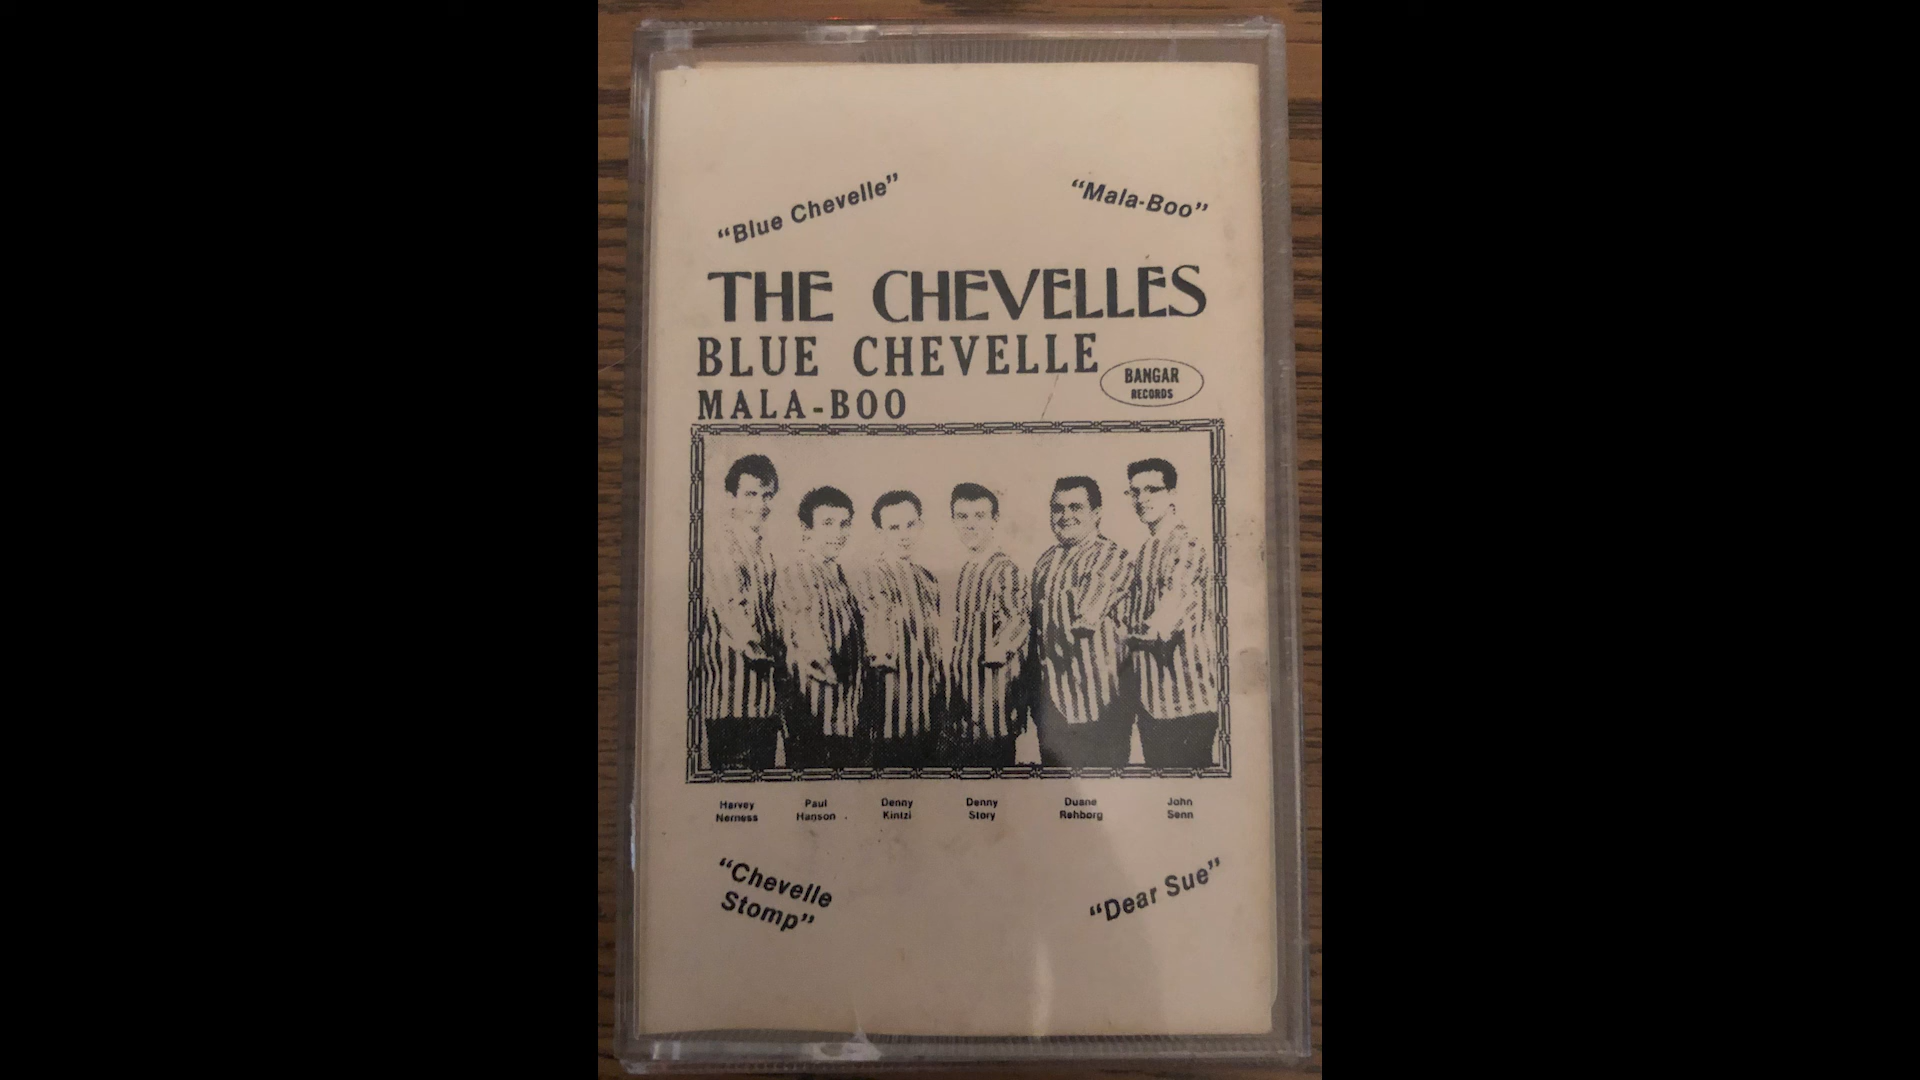 “Blue Chevelle”
“Mala-Boo”
THE CHEVELLES
BLUE CHEVELLE
MALA-BOO
BANGAR
RECORDS
Harvey Nerness
Paul Hanson
Denny Kintzi
Denny Story
Duane Rehborg
John Senn
“Chevelle
Stomp”
“Dear Sue”